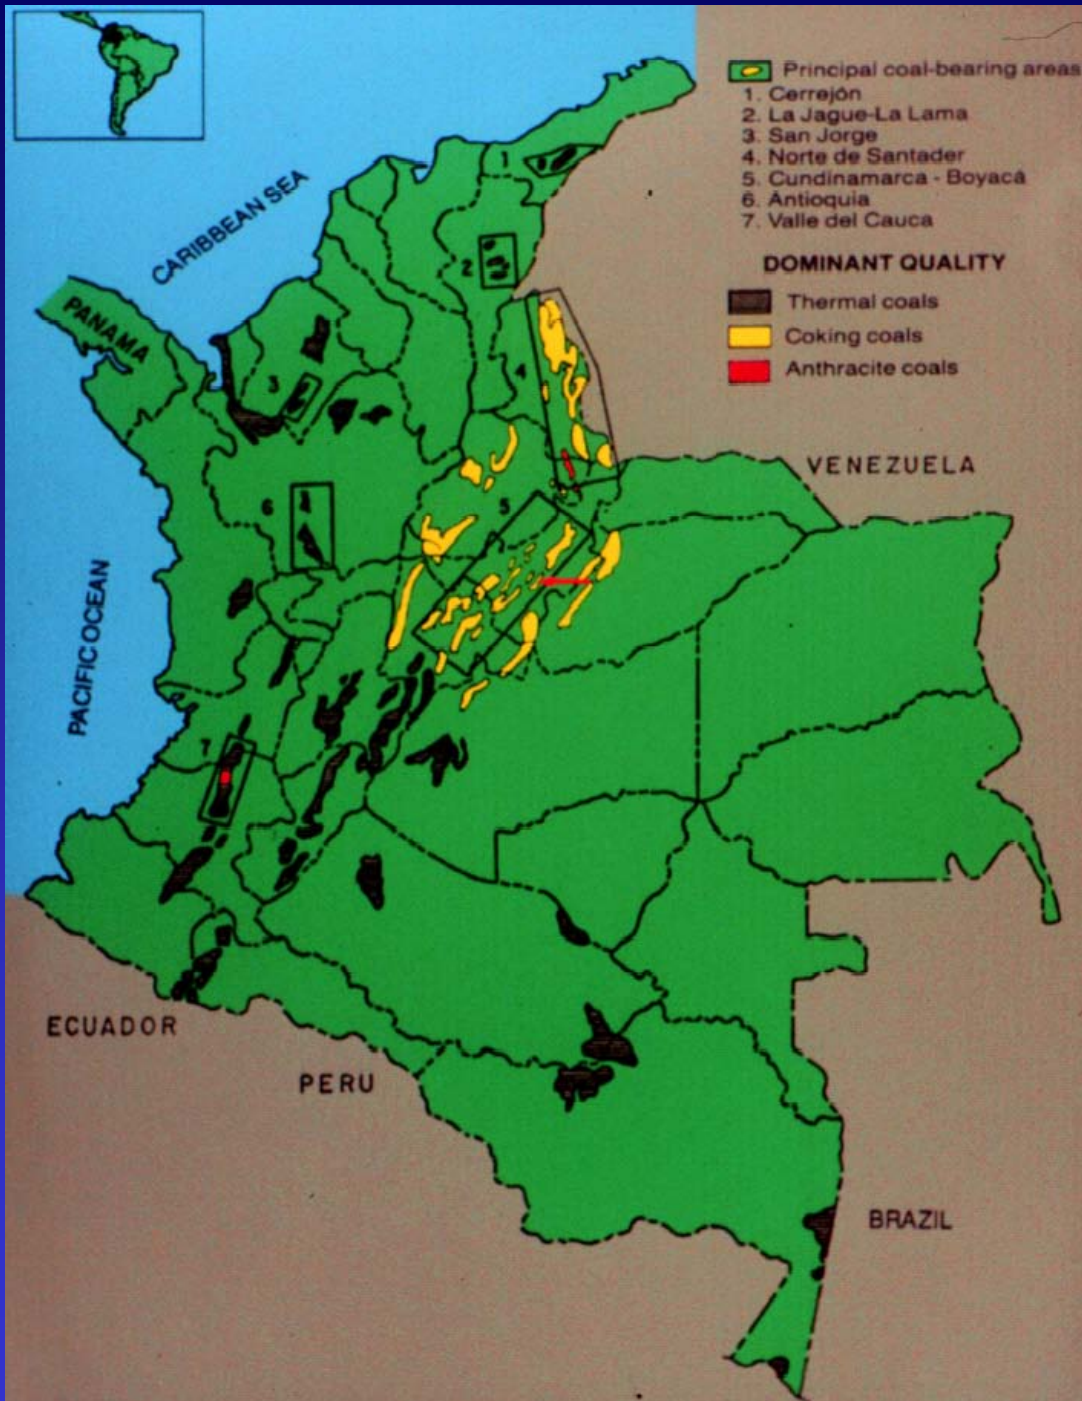 Principal coal-bearing areas
1. Cerrejón
2. La Jague-La Lama
3. San Jorge
4. Norte de Santader
5. Cundinamarca - Boyacá
6. Antioquia
7. Valle del Cauca
DOMINANT QUALITY
Thermal coals
Coking coals
Anthracite coals
CARIBBEAN SEA
PANAMA
1
2
3
4
VENEZUELA
5
6
PACIFIC OCEAN
7
ECUADOR
PERU
BRAZIL